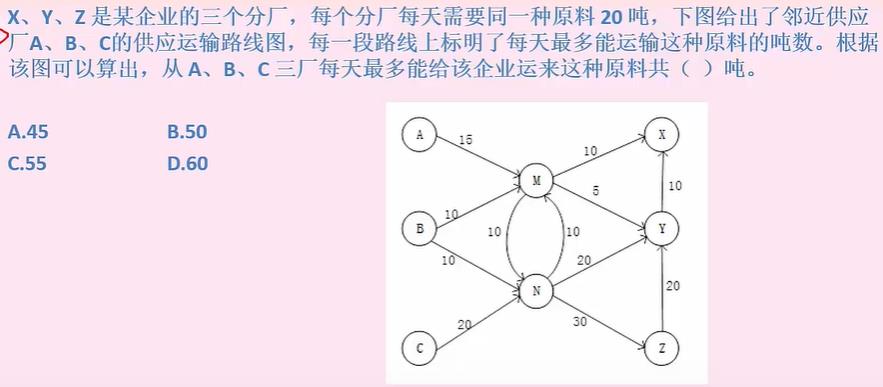 X、Y、Z 是某企业的三个分厂，每个分厂每天需要同一种原料 20 吨，下图给出了邻近供应
厂A、B、C的供应运输路线图，每一段路线上标明了每天最多能运输这种原料的吨数。根据
该图可以算出，从 A、B、C 三厂每天最多能给该企业运来这种原料共（ ）吨。
A.45 B.50
C.55 D.60
A 15 10 X
M 5 10
10
B 10 10 Y
10 20
N 20
20 30
C Z